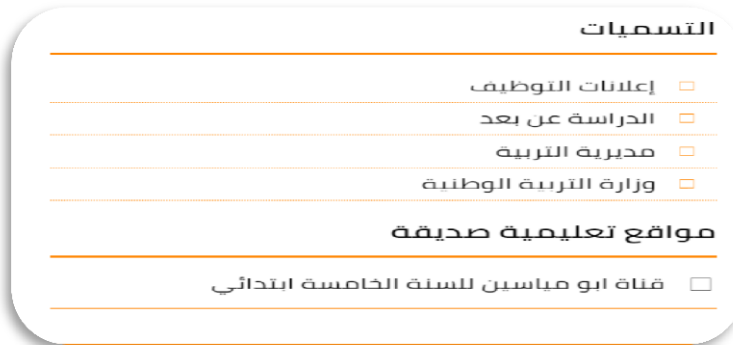 التسميات
إعلانات التوظيف
الدراسة عن بعد
مديرية التربية
وزارة التربية الوطنية
مواقع تعليمية صديقة
قناة ابو مياسين للسنة الخامسة ابتدائي